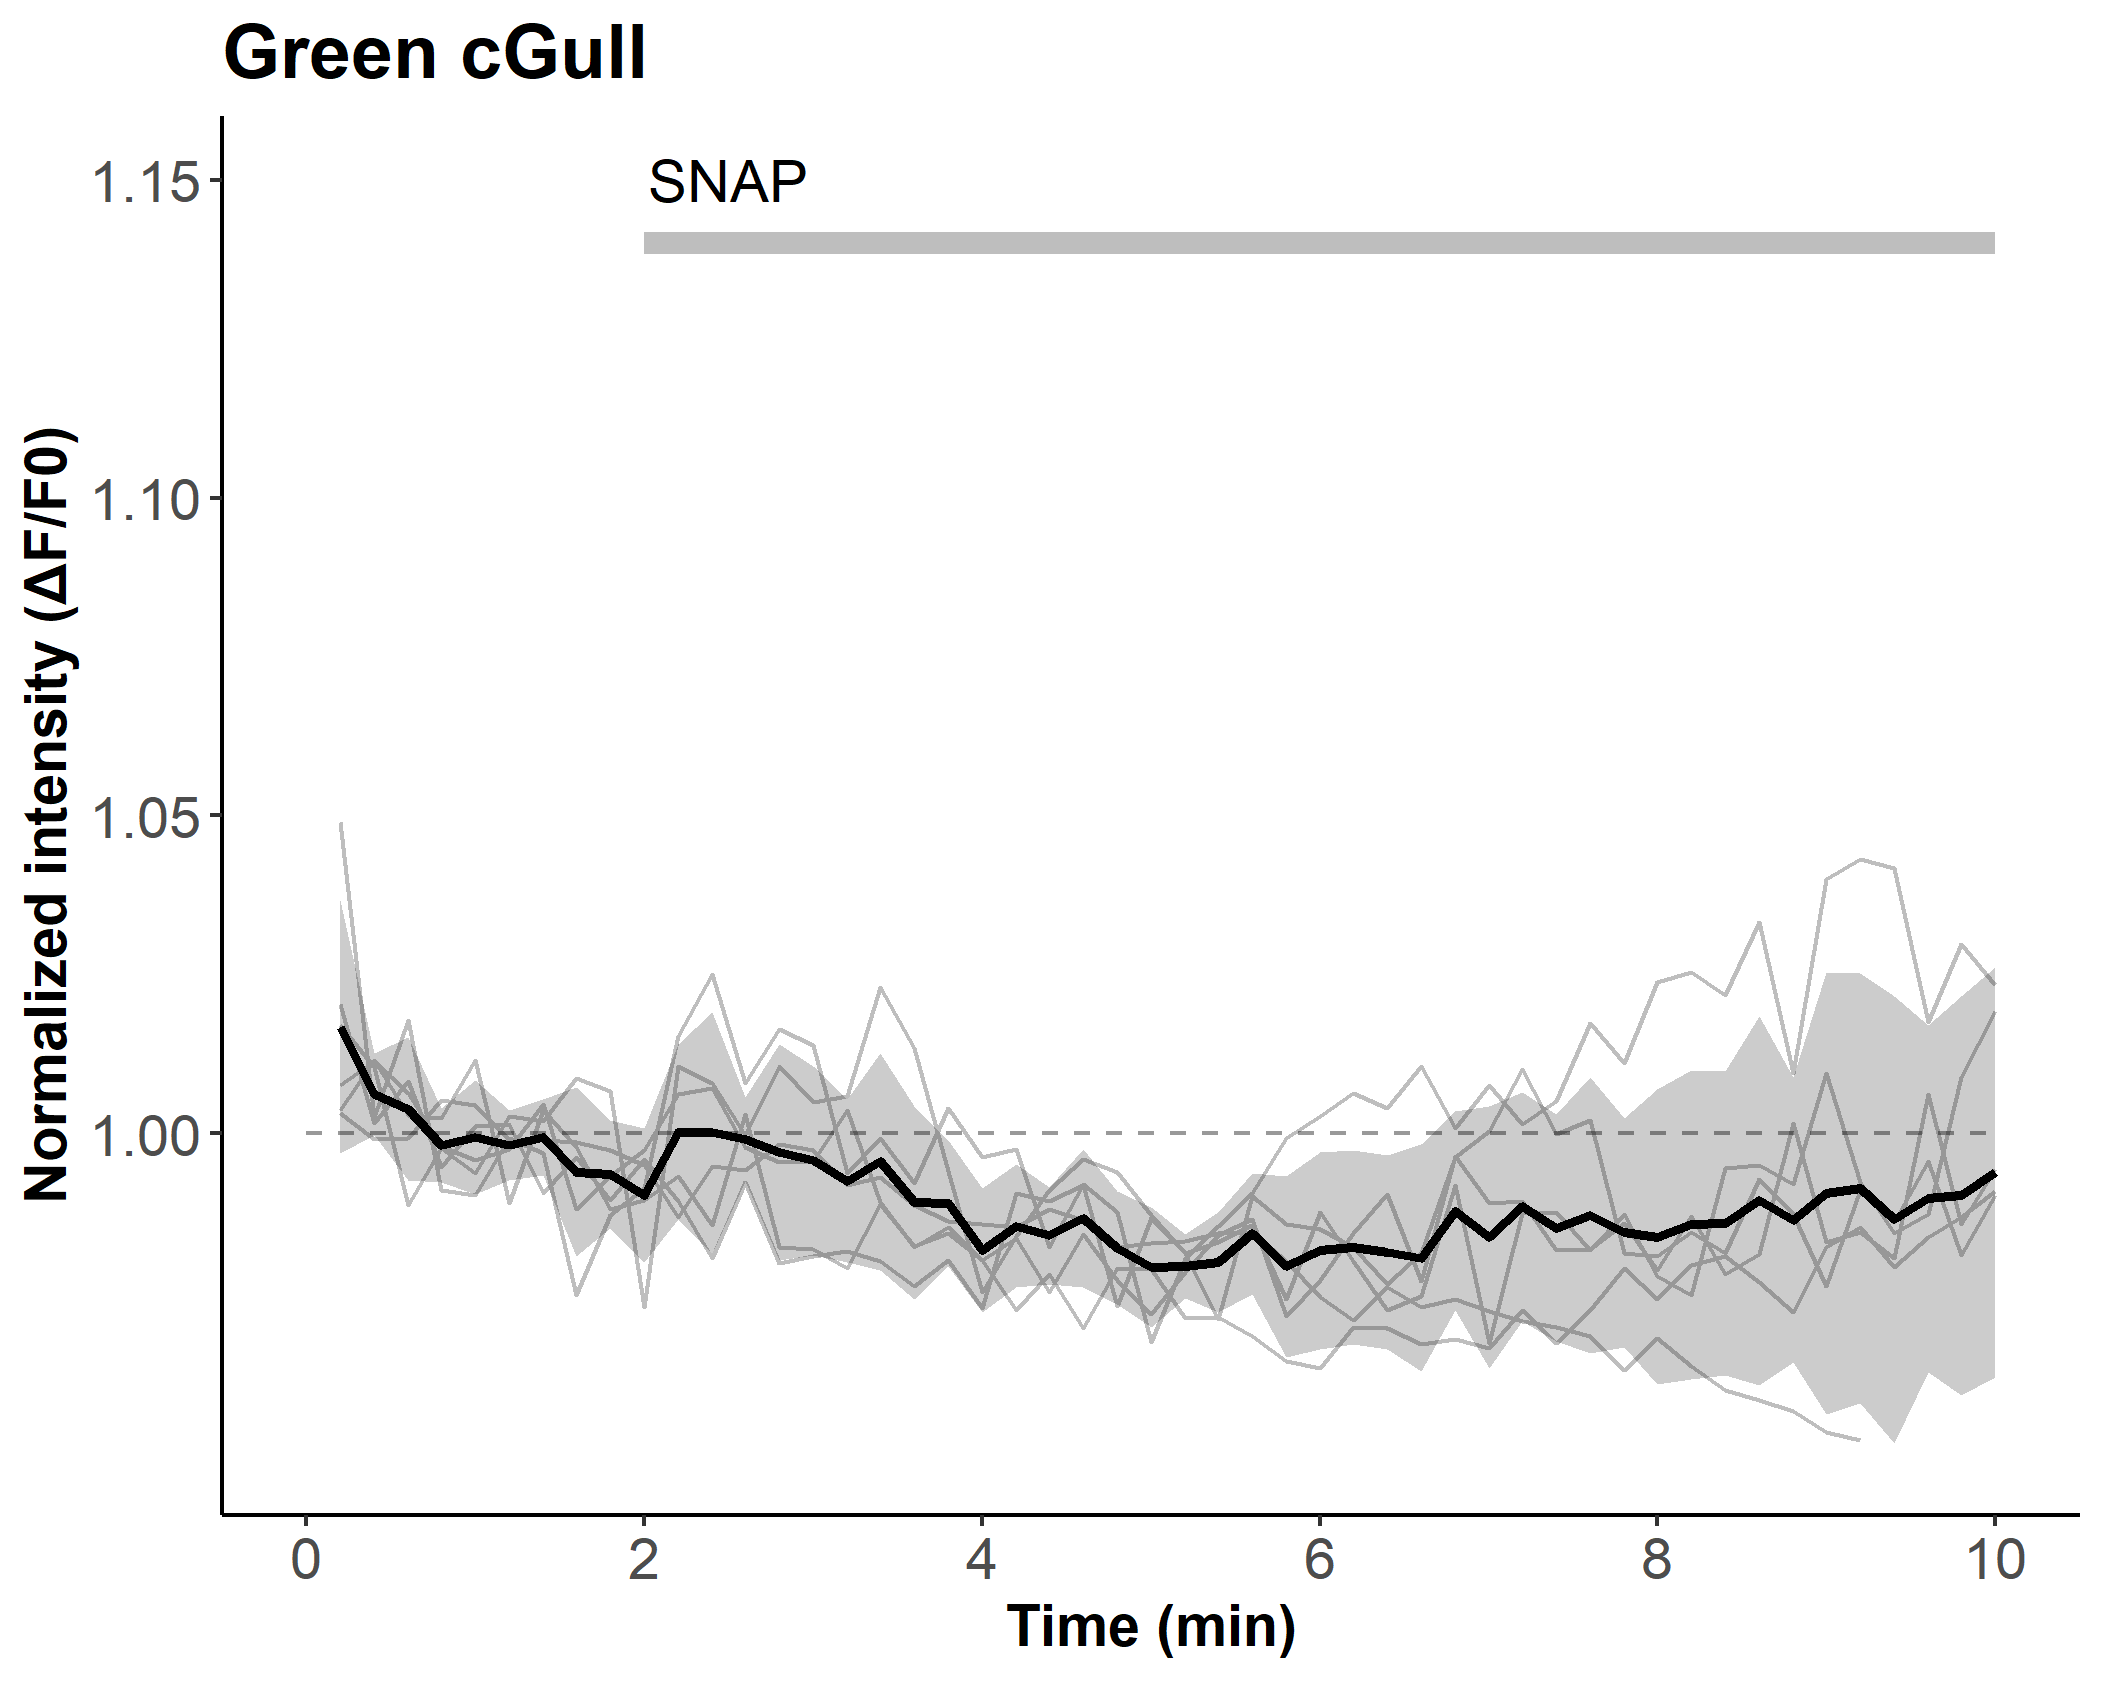 Green cGull
SNAP
1.15
1.10
1.05
1.00
Normalized intensity (ΔF/F0)
0 2 4 6 8 10
Time (min)